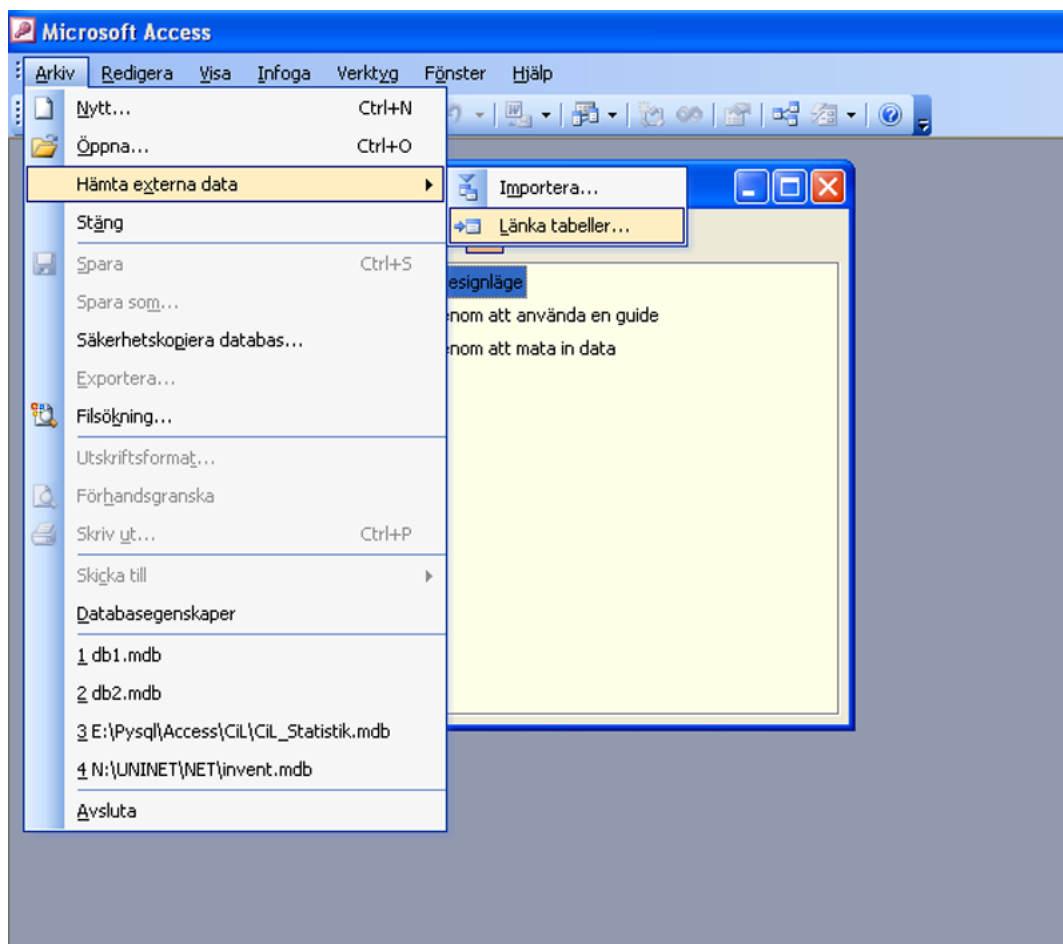 Microsoft Access
Arkiv Redigera Visa Infoga Verktyg Fönster Hjälp
Nytt... Ctrl+N
Öppna... Ctrl+O
Hämta externa data
Importera...
Stäng
Länka tabeller...
Spara Ctrl+S
esignläge
Spara som...
enom att använda en guide
Säkerhetskopiera databas...
enom att mata in data
Exportera...
Filsökning...
Utskriftsformat...
Förhandsgranska
Skriv ut... Ctrl+P
Skicka till
Databasegenskaper
1 db1.mdb
2 db2.mdb
3 E:\Pysql\Access\CiL\CiL_Statistik.mdb
4 N:\UNINET\NET\invent.mdb
Avsluta